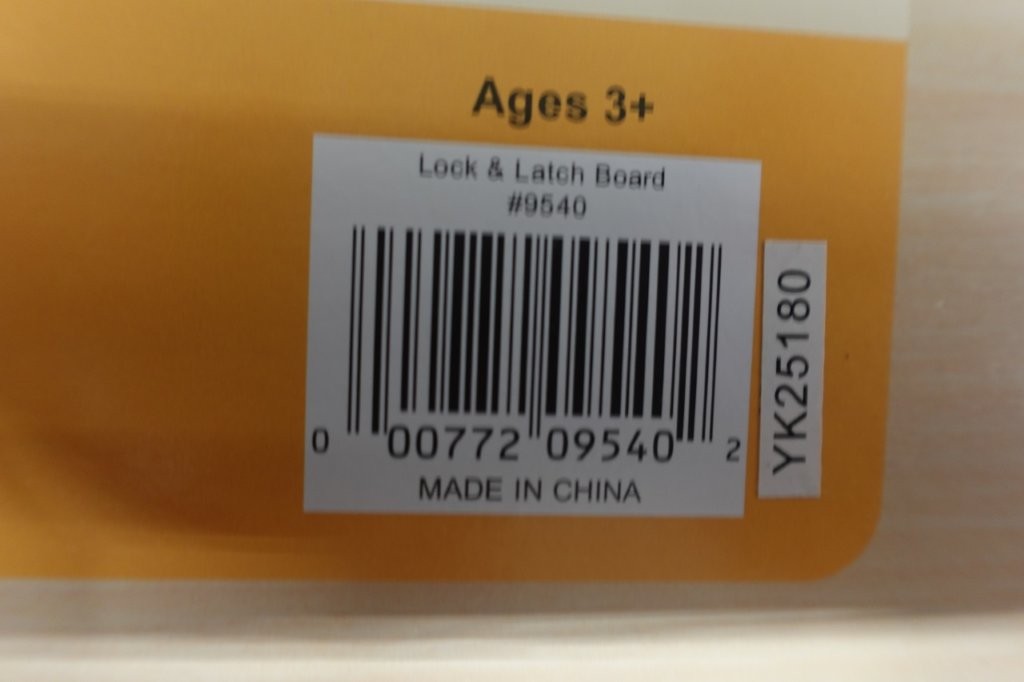 Ages 3+
Lock & Latch Board
#9540
0 00772 09540 2
MADE IN CHINA
YK25180